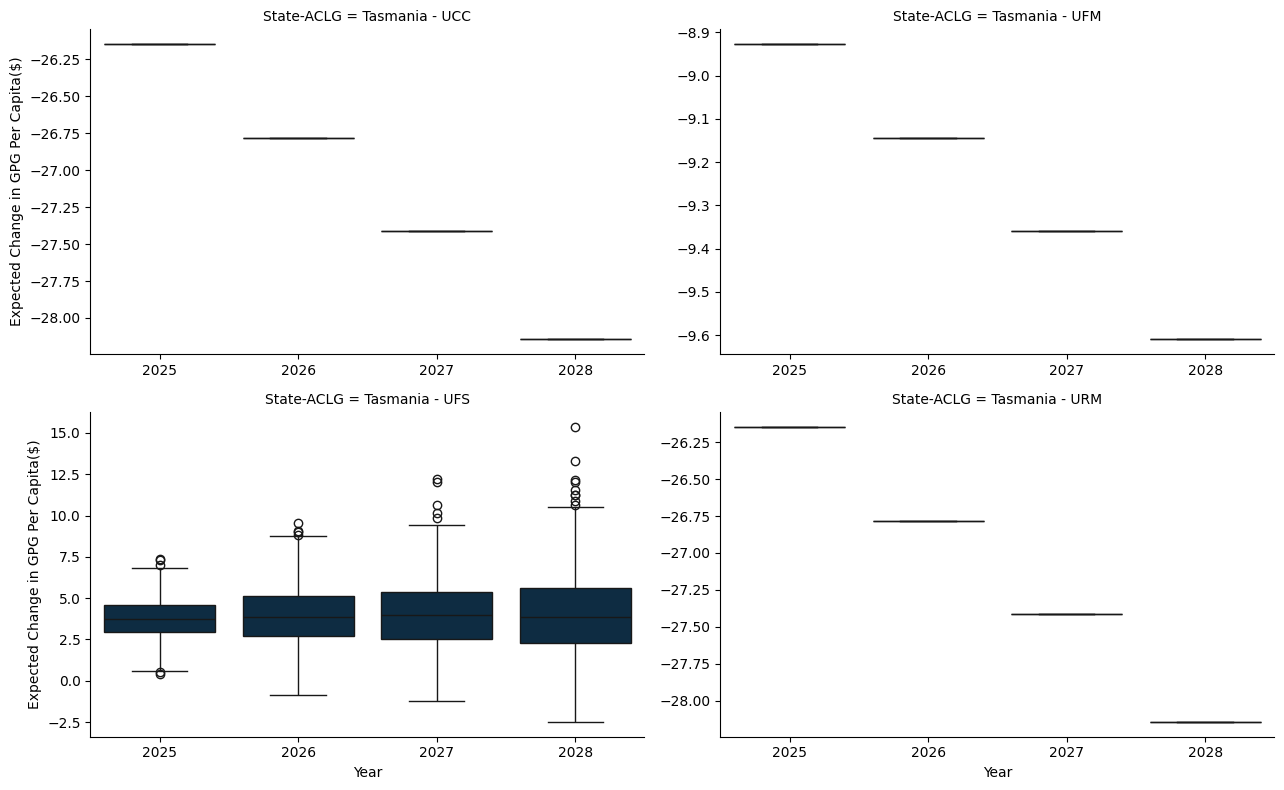 State-ACLG = Tasmania - UCC
Expected Change in GPG Per Capita($)
−26.25
−26.50
−26.75
−27.00
−27.25
−27.50
−27.75
−28.00
2025 2026 2027 2028
State-ACLG = Tasmania - UFM
−8.9
−9.0
−9.1
−9.2
−9.3
−9.4
−9.5
−9.6
2025 2026 2027 2028
State-ACLG = Tasmania - UFS
Expected Change in GPG Per Capita($)
15.0
12.5
10.0
7.5
5.0
2.5
0.0
−2.5
2025 2026 2027 2028
Year
State-ACLG = Tasmania - URM
−26.25
−26.50
−26.75
−27.00
−27.25
−27.50
−27.75
−28.00
2025 2026 2027 2028
Year